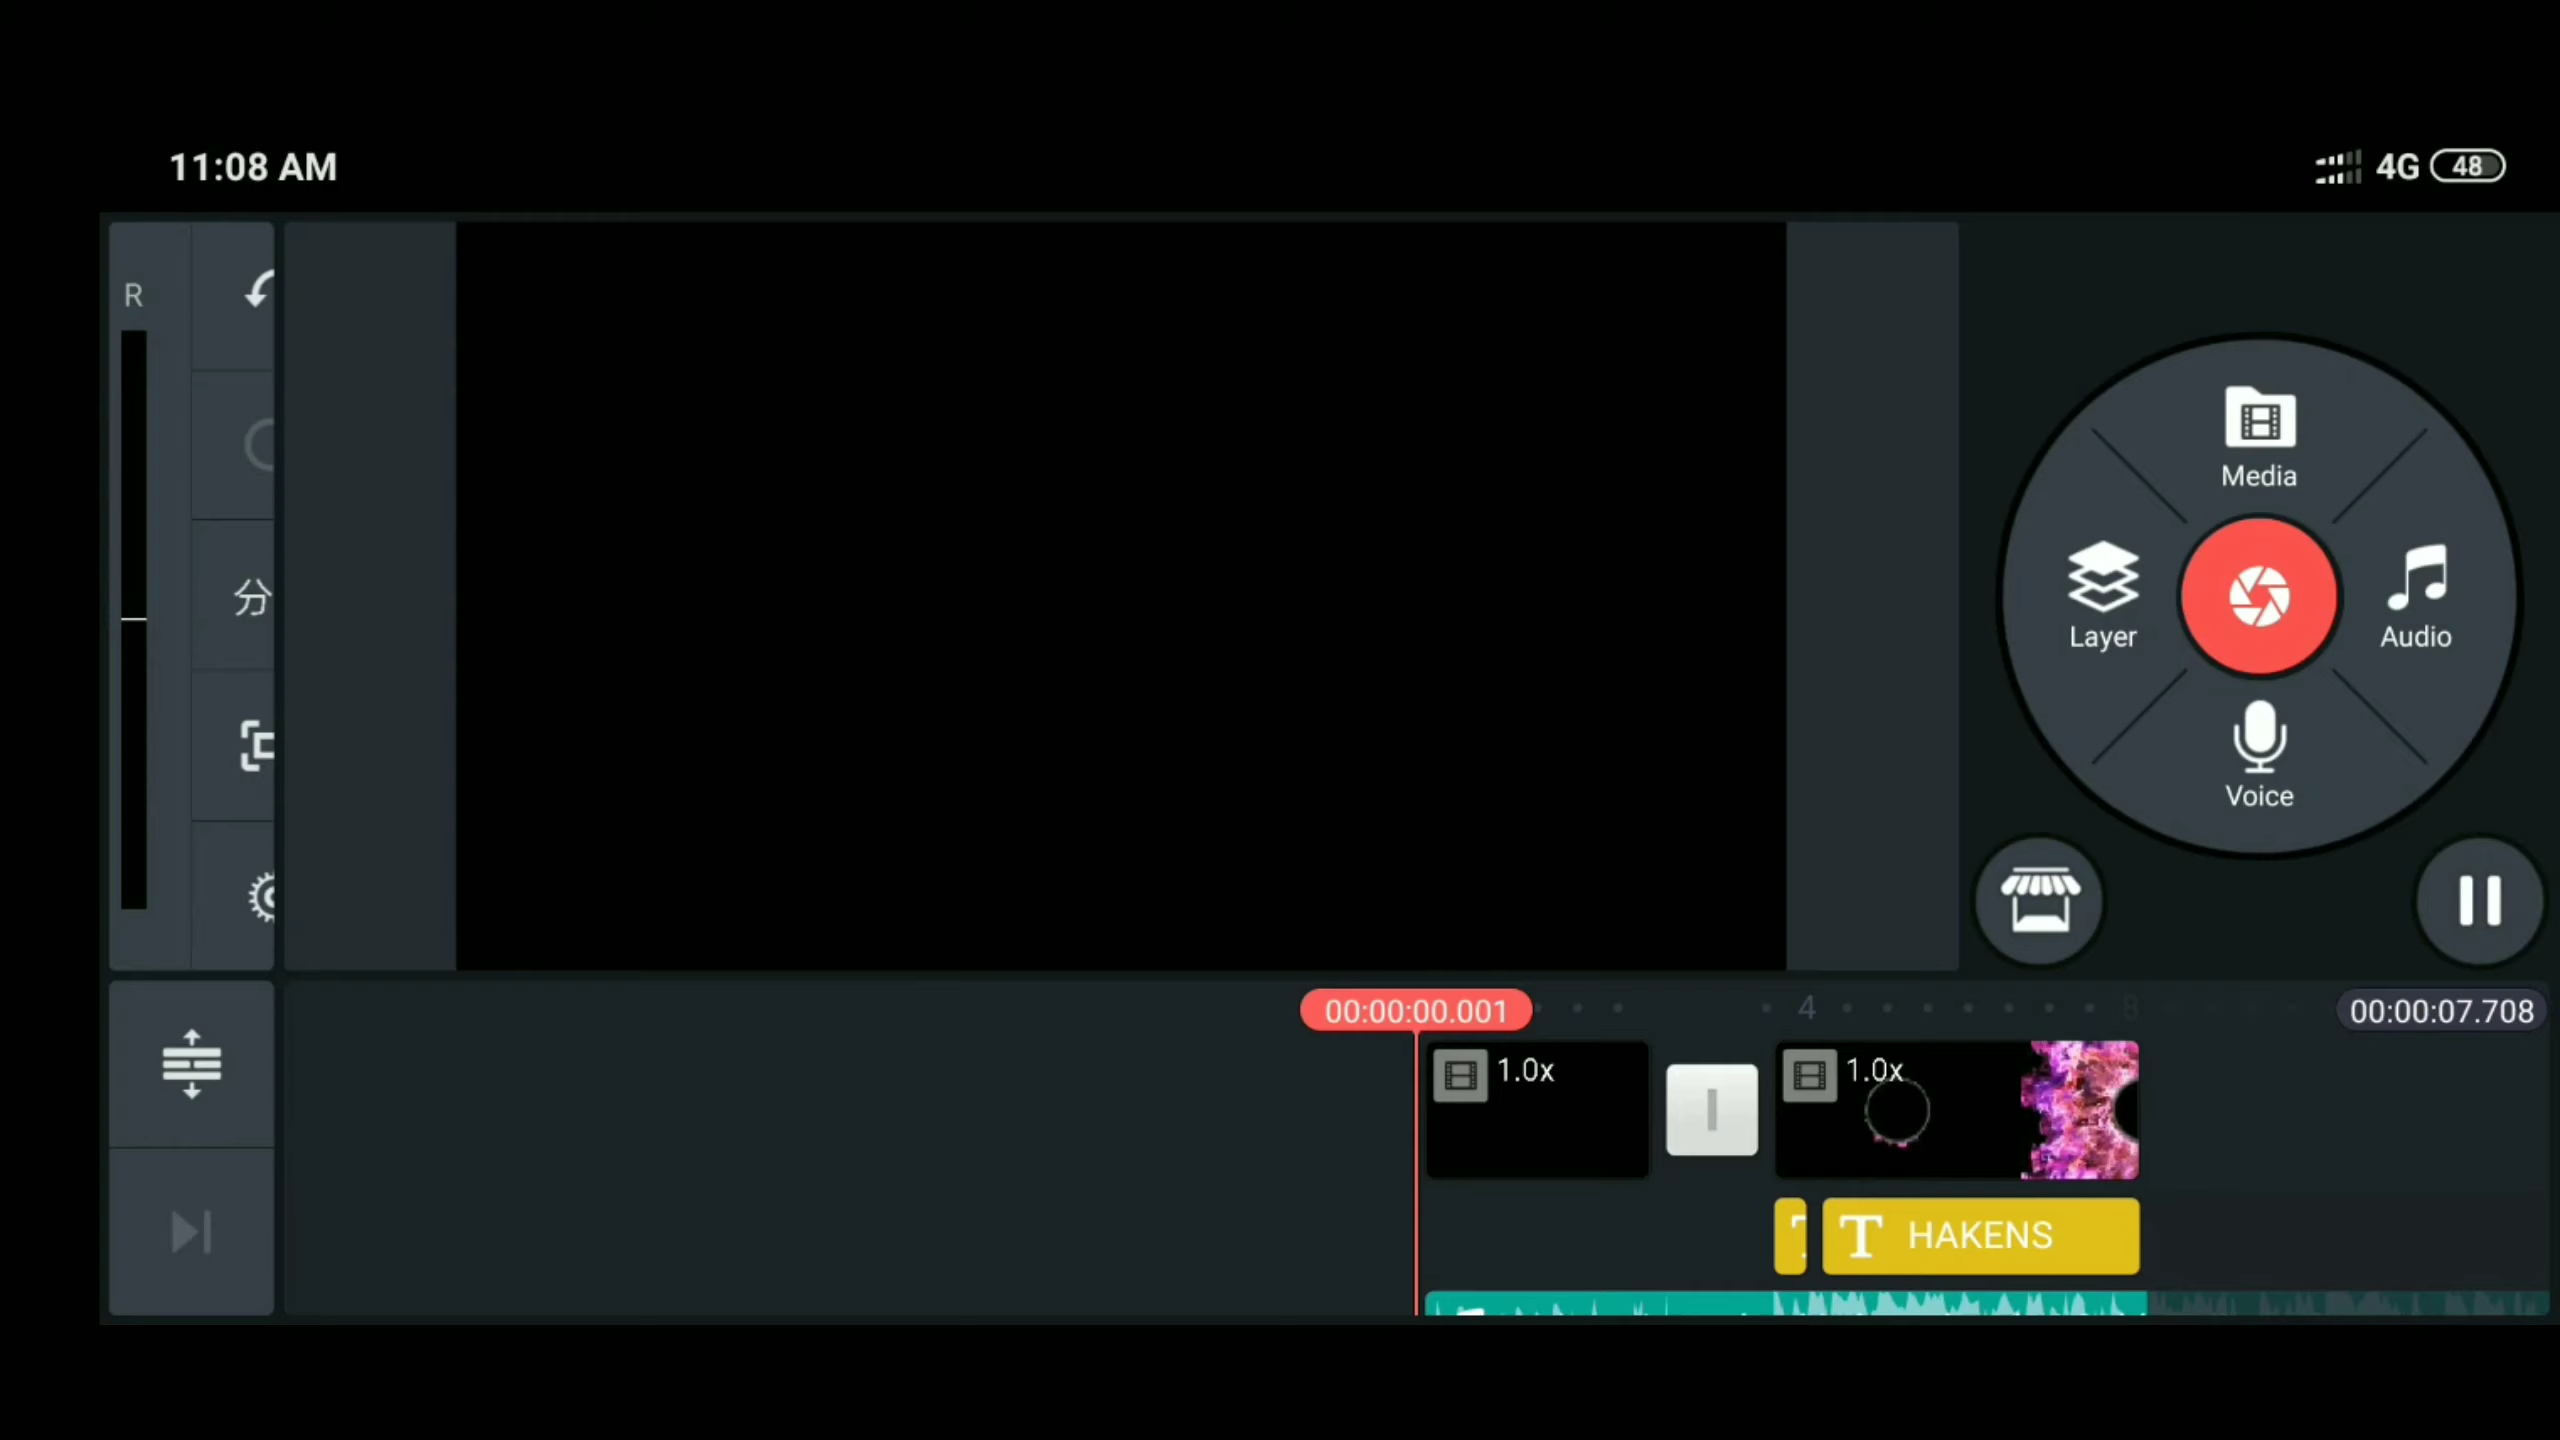 11:08 AM
4G 48
R
分
Media
Layer
Audio
Voice
00:00:00.001
4
8
00:00:07.708
1.0x
1.0x
T HAKENS